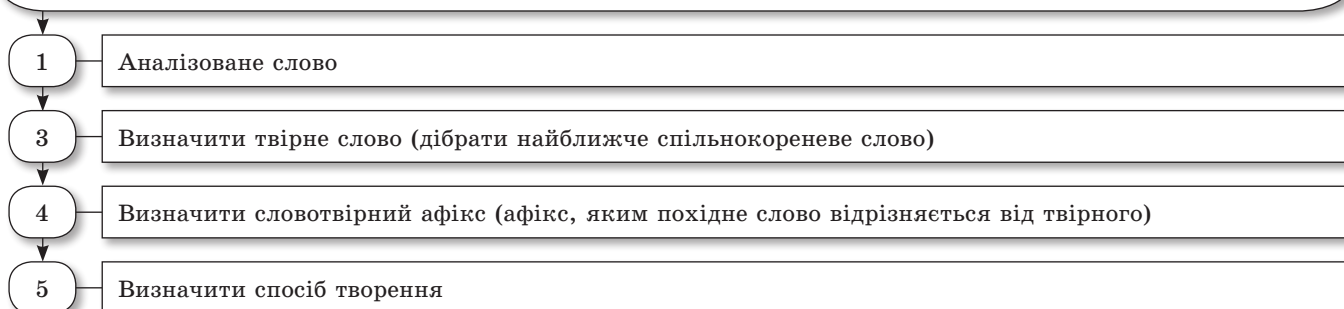 1
Аналізоване слово
3
Визначити твірне слово (дібрати найближче спільнокореневе слово)
4
Визначити словотвірний афікс (афікс, яким похідне слово відрізняється від твірного)
5
Визначити спосіб творення